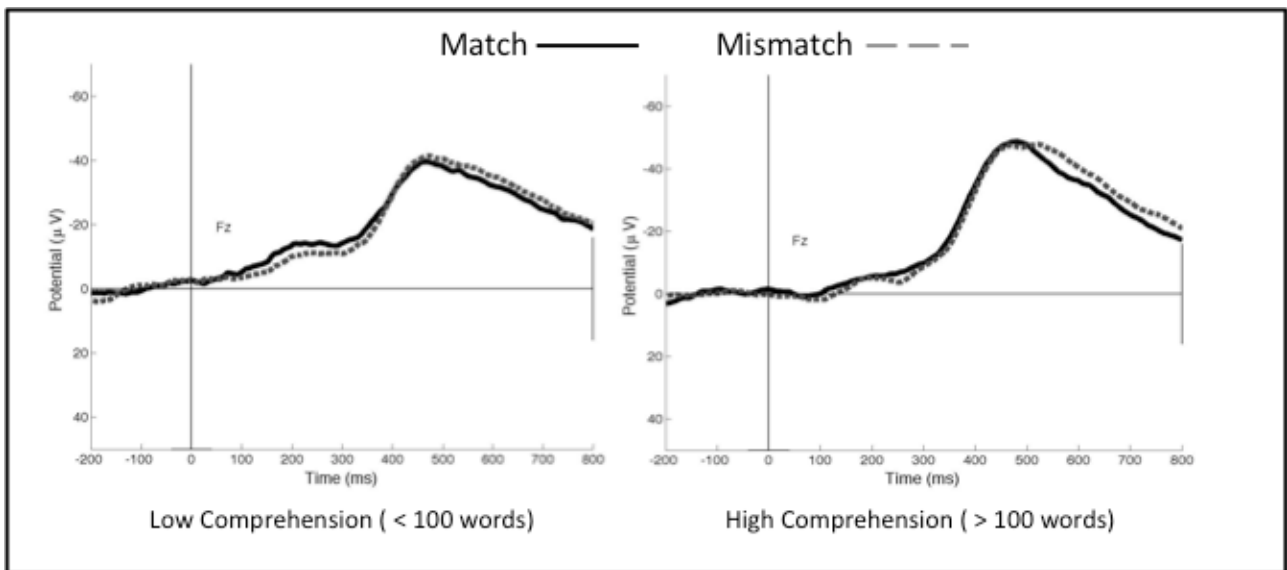 Match Mismatch
-60
-40
-20
0
20
40
Potential (µ V)
Fz
-200 -100 0 100 200 300 400 500 600 700 800
Time (ms)
Low Comprehension ( < 100 words)
-60
-40
-20
0
20
40
Potential (µ V)
Fz
-200 -100 0 100 200 300 400 500 600 700 800
Time (ms)
High Comprehension ( > 100 words)